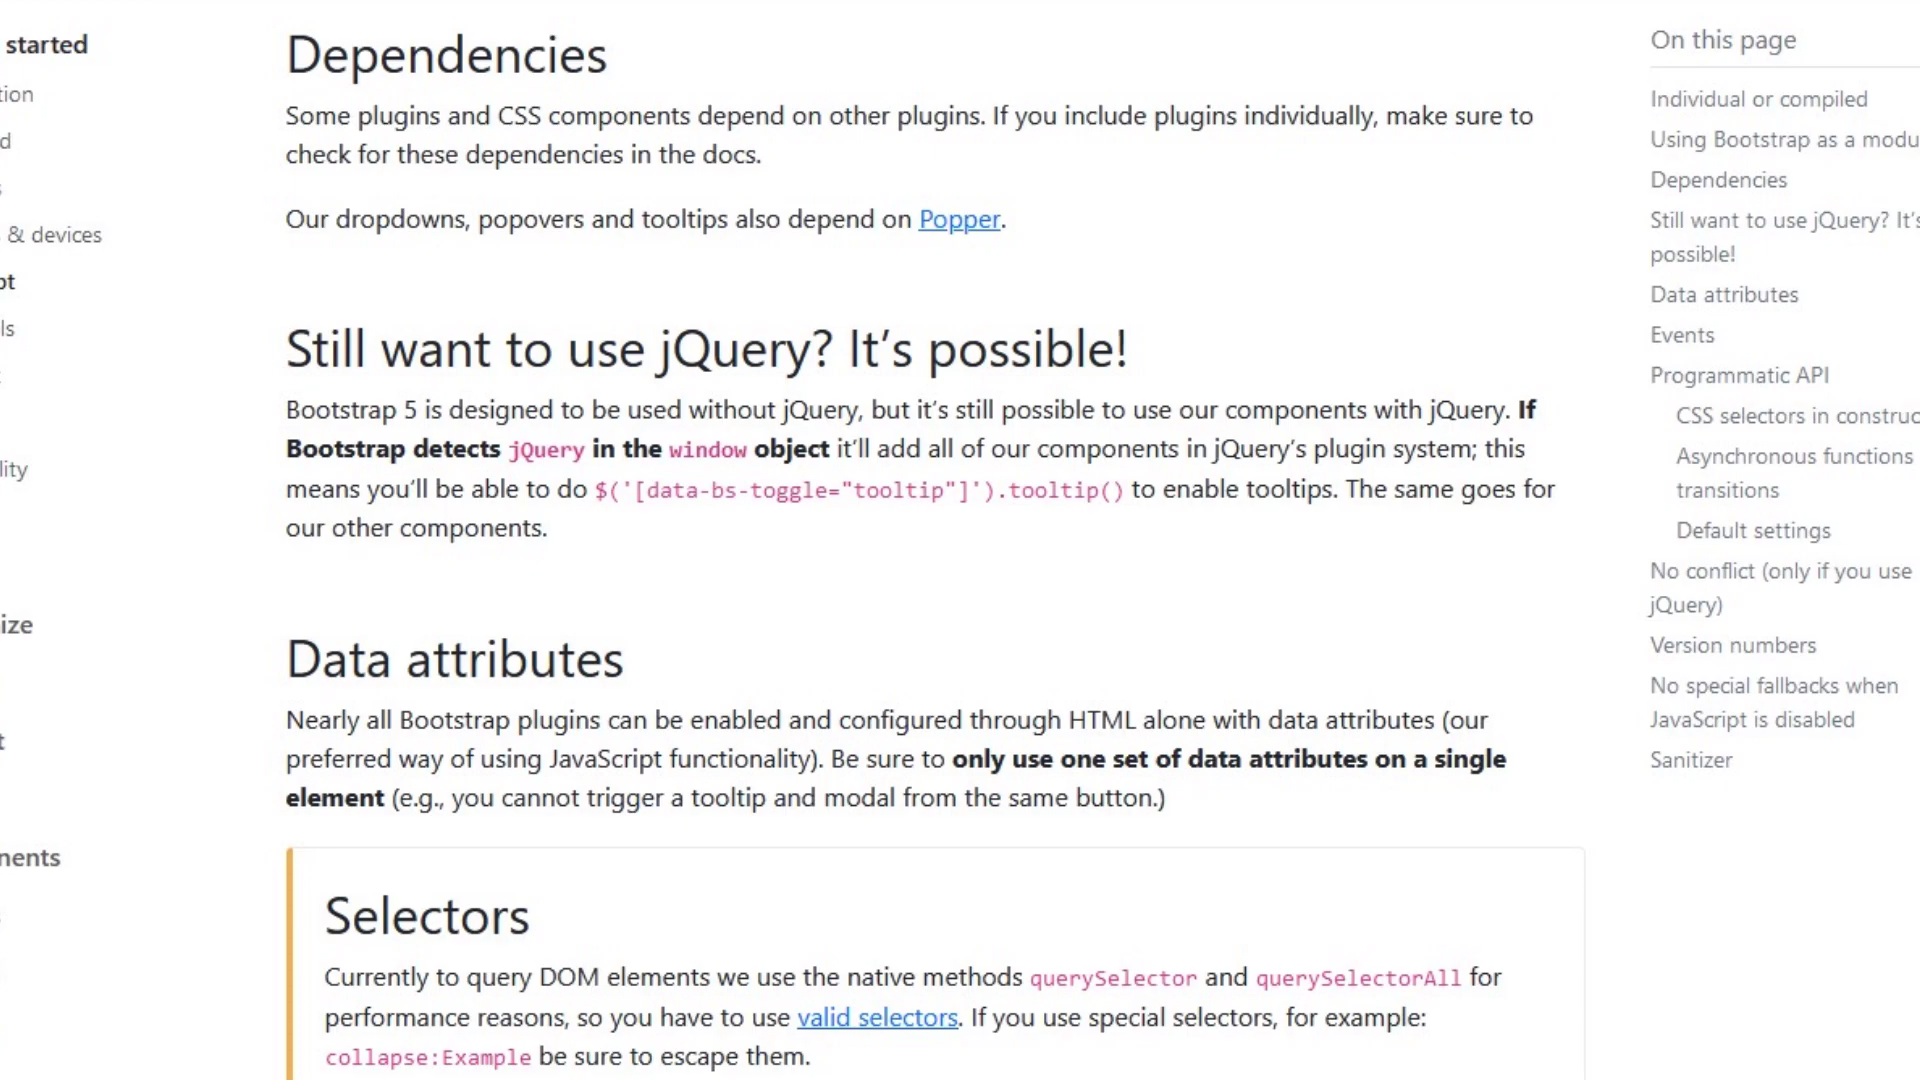 started
& devices
Dependencies
Some plugins and CSS components depend on other plugins. If you include plugins individually, make sure to
check for these dependencies in the docs.
Our dropdowns, popovers and tooltips also depend on Popper.
Still want to use jQuery? It’s possible!
Bootstrap 5 is designed to be used without jQuery, but it’s still possible to use our components with jQuery. If
Bootstrap detects jQuery in the window object it’ll add all of our components in jQuery’s plugin system; this
means you’ll be able to do $('[data-bs-toggle="tooltip"]').tooltip() to enable tooltips. The same goes for
our other components.
Data attributes
Nearly all Bootstrap plugins can be enabled and configured through HTML alone with data attributes (our
preferred way of using JavaScript functionality). Be sure to only use one set of data attributes on a single
element (e.g., you cannot trigger a tooltip and modal from the same button.)
Selectors
Currently to query DOM elements we use the native methods querySelector and querySelectorAll for
performance reasons, so you have to use valid selectors. If you use special selectors, for example:
collapse:Example be sure to escape them.
On this page
Individual or compiled
Using Bootstrap as a modu
Dependencies
Still want to use jQuery? It’s
possible!
Data attributes
Events
Programmatic API
CSS selectors in construc
Asynchronous functions
transitions
Default settings
No conflict (only if you use
jQuery)
Version numbers
No special fallbacks when
JavaScript is disabled
Sanitizer